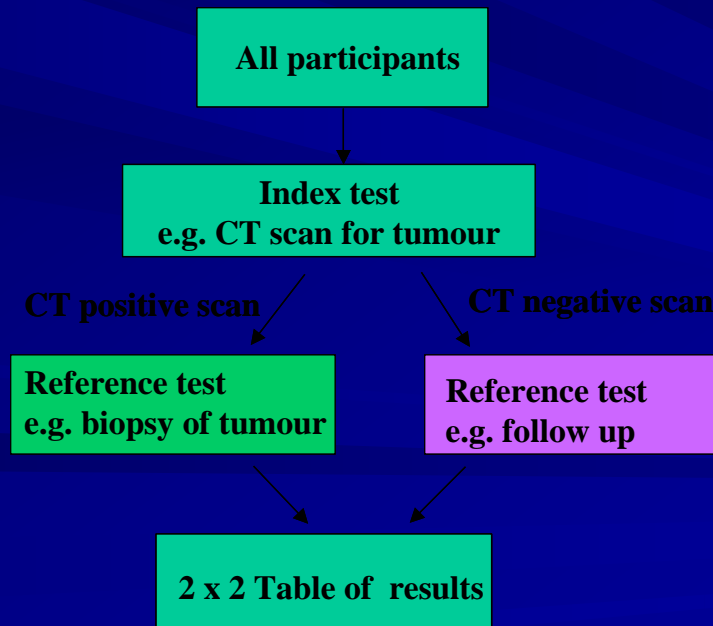 All participants
Index test
e.g. CT scan for tumour
CT positive scan
CT negative scan
Reference test
e.g. biopsy of tumour
Reference test
e.g. follow up
2 x 2 Table of results